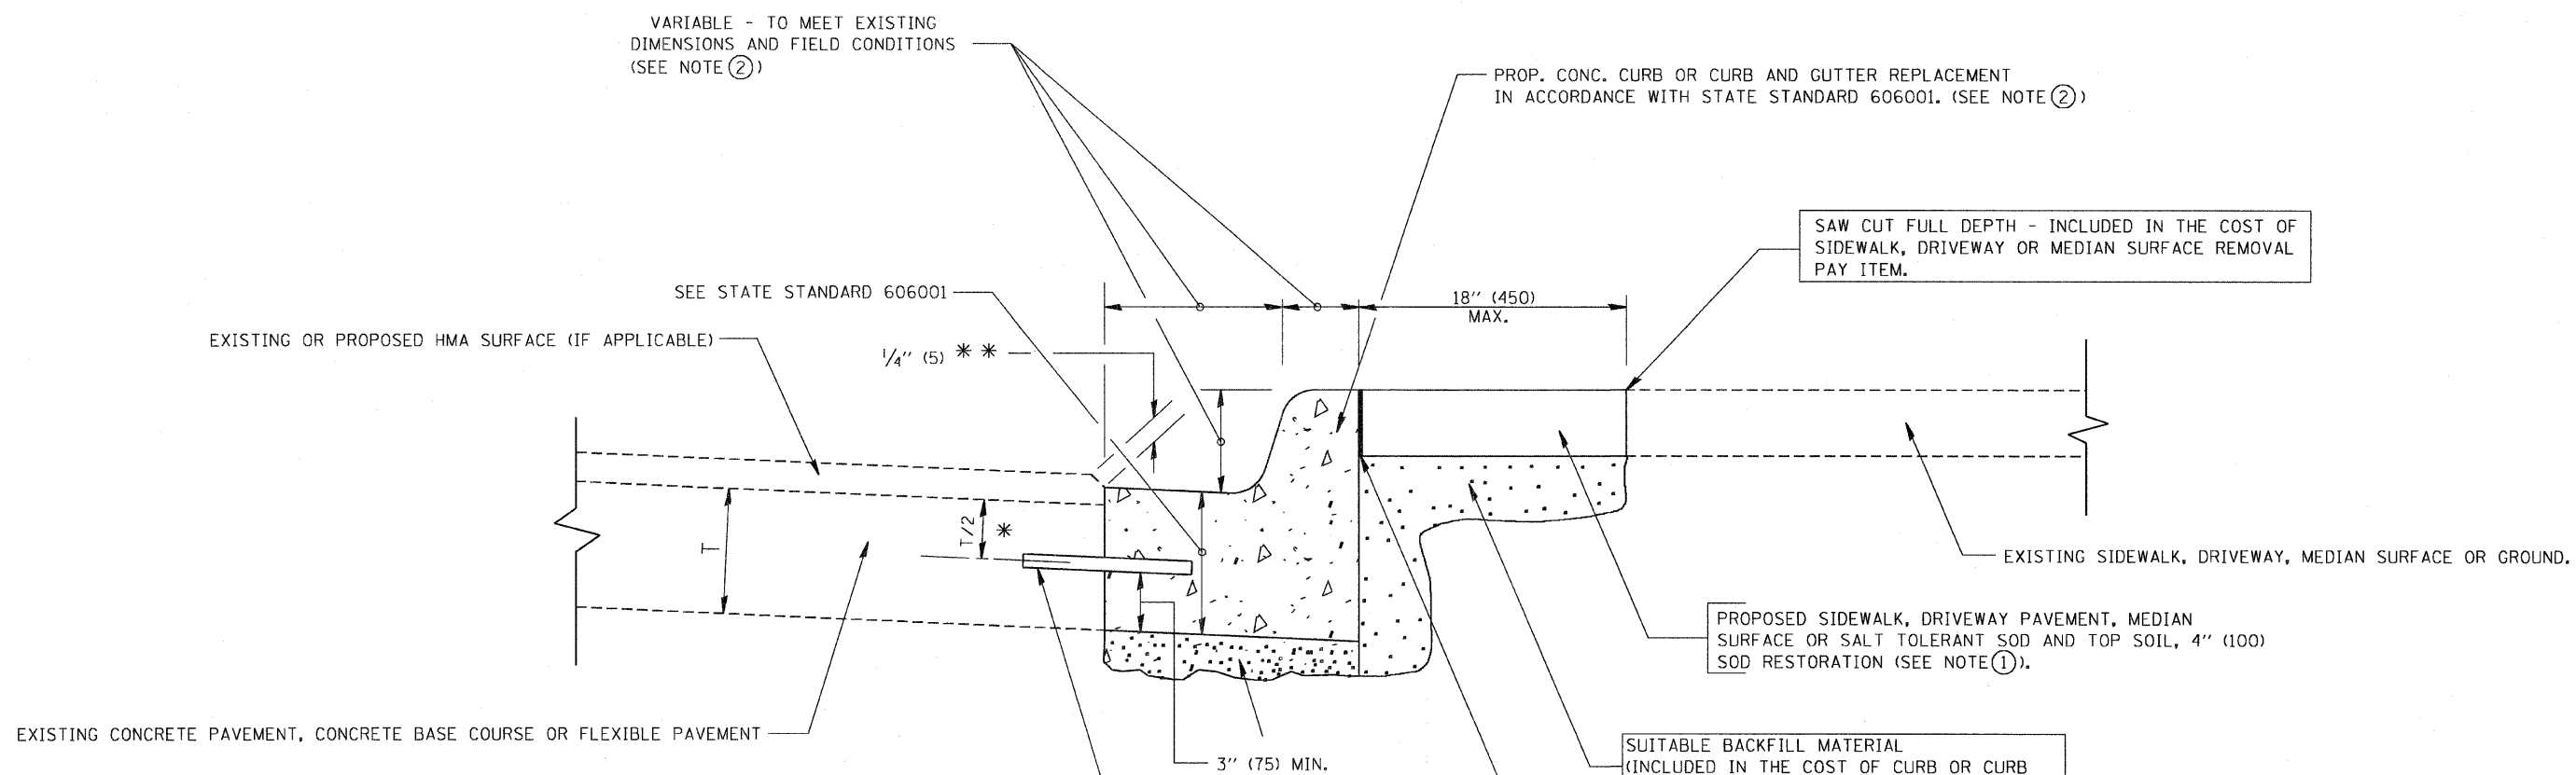 VARIABLE - TO MEET EXISTING
DIMENSIONS AND FIELD CONDITIONS
(SEE NOTE ②)
PROP. CONC. CURB OR CURB AND GUTTER REPLACEMENT
IN ACCORDANCE WITH STATE STANDARD 606001. (SEE NOTE ②)
SAW CUT FULL DEPTH - INCLUDED IN THE COST OF
SIDEWALK, DRIVEWAY OR MEDIAN SURFACE REMOVAL
PAY ITEM.
SEE STATE STANDARD 606001
18" (450)
MAX.
EXISTING OR PROPOSED HMA SURFACE (IF APPLICABLE)
1/4" (5) * *
T
T/2 *
EXISTING SIDEWALK, DRIVEWAY, MEDIAN SURFACE OR GROUND.
PROPOSED SIDEWALK, DRIVEWAY PAVEMENT, MEDIAN
SURFACE OR SALT TOLERANT SOD AND TOP SOIL, 4" (100)
SOD RESTORATION (SEE NOTE ①).
EXISTING CONCRETE PAVEMENT, CONCRETE BASE COURSE OR FLEXIBLE PAVEMENT
3" (75) MIN.
SUITABLE BACKFILL MATERIAL
(INCLUDED IN THE COST OF CURB OR CURB